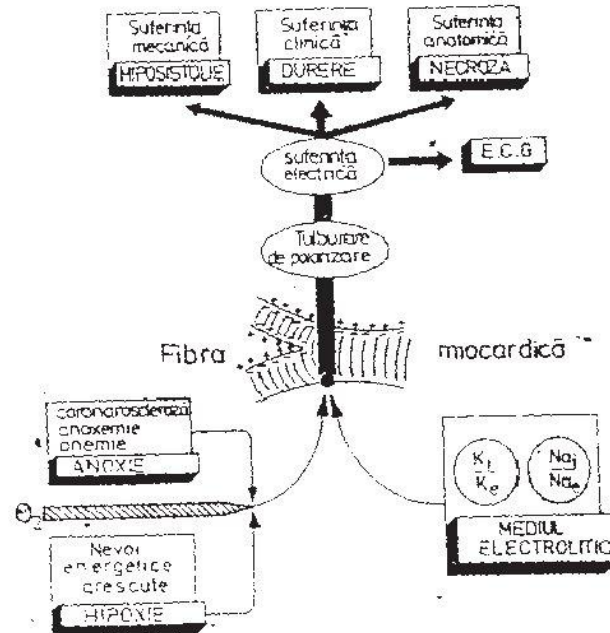 Suferința
mecanică
HIPOSISTOLIE
Suferința
clinică
DURERE
Suferința
anatomică
NECROZA
suferința
electrică
E.C.G
Tulburare
de polarizare
Fibra
miocardică
coronaroscleroză
anoxemie
anemie
ANOXIE
O2
Nevoi
energetice
crescute
HIPOXIE
Ki
Ke
Nai
Nae
MEDIUL
ELECTROLITIC